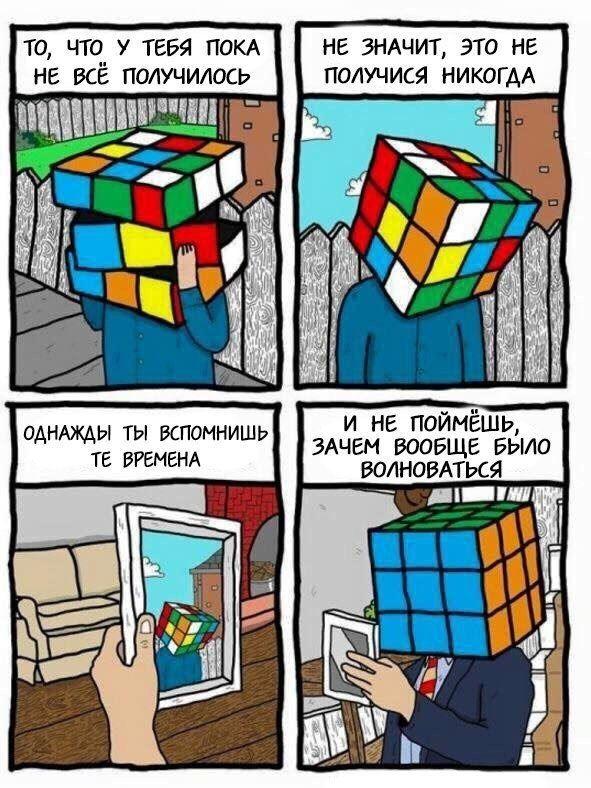 ТО, ЧТО У ТЕБЯ ПОКА
НЕ ВСЁ ПОЛУЧИЛОСЬ
НЕ ЗНАЧИТ, ЭТО НЕ
ПОЛУЧИСЯ НИКОГДА
ОДНАЖДЫ ТЫ ВСПОМНИШЬ
ТЕ ВРЕМЕНА
И НЕ ПОЙМЁШЬ,
ЗАЧЕМ ВООБЩЕ БЫЛО
ВОЛНОВАТЬСЯ